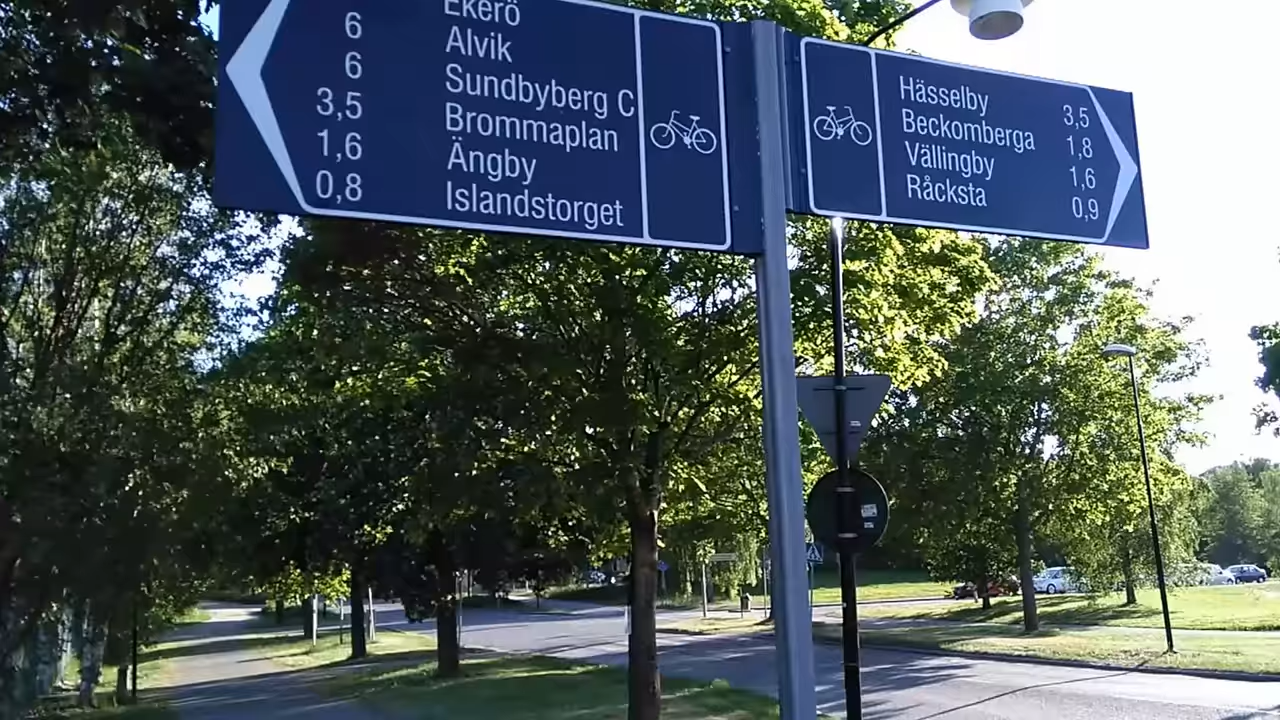 Ekerö
6 Alvik
6 Sundbyberg C
3,5 Brommaplan
1,6 Ängby
0,8 Islandstorget
Hässelby 3,5
Beckomberga 1,8
Vällingby 1,6
Råcksta 0,9